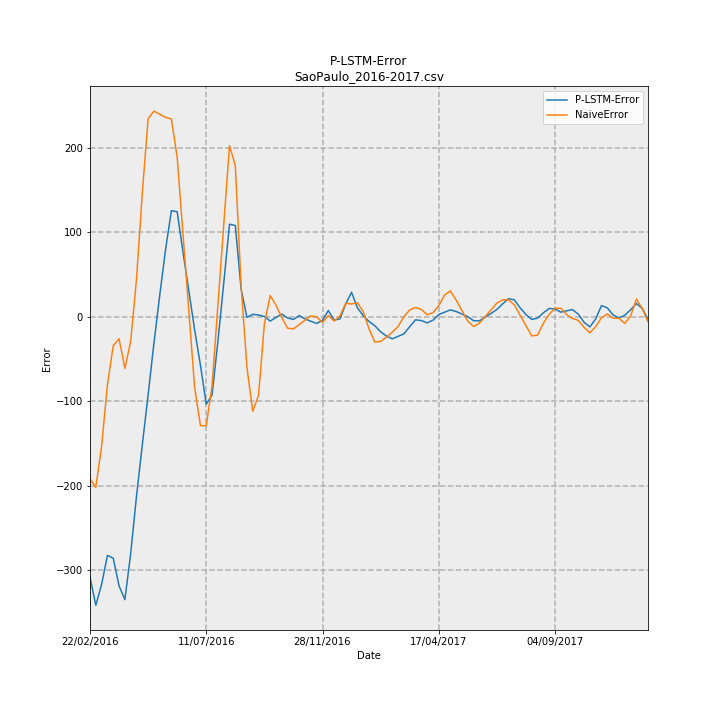 P-LSTM-Error
SaoPaulo_2016-2017.csv
P-LSTM-Error
NaiveError
200
100
0
−100
−200
−300
Error
22/02/2016
11/07/2016
28/11/2016
17/04/2017
04/09/2017
Date